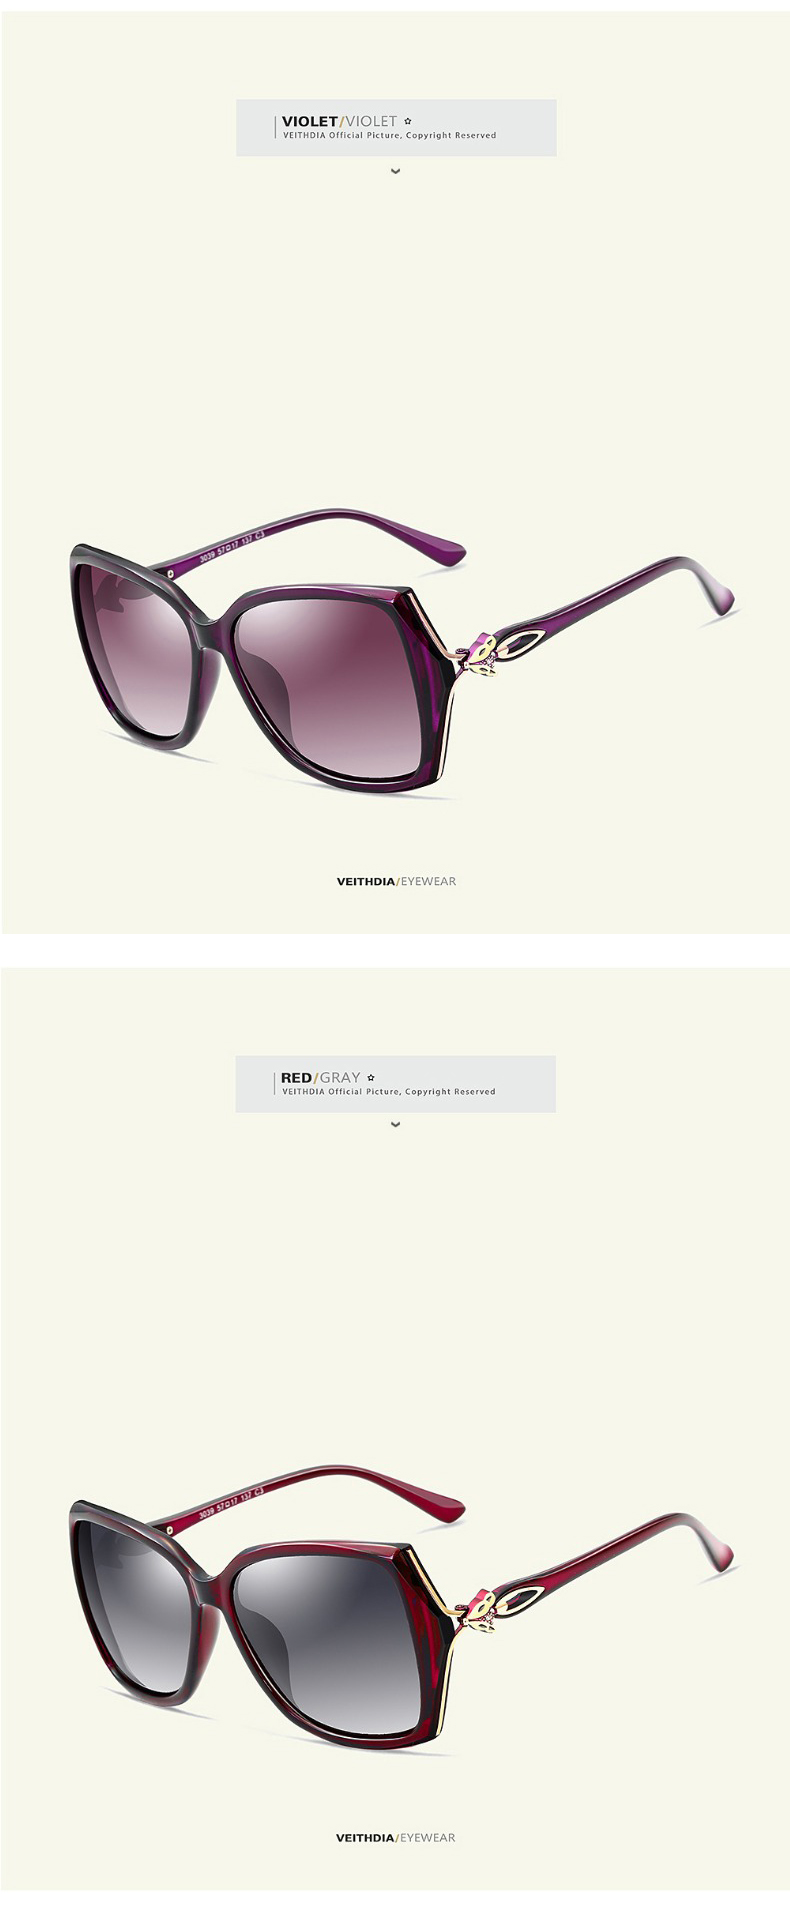 VIOLET/VIOLET
VEITHDIA Official Picture, Copyright Reserved
3039 57□17 137 C3
VEITHDIA/EYEWEAR
RED/GRAY
VEITHDIA Official Picture, Copyright Reserved
3039 57□17 137 C3
VEITHDIA/EYEWEAR